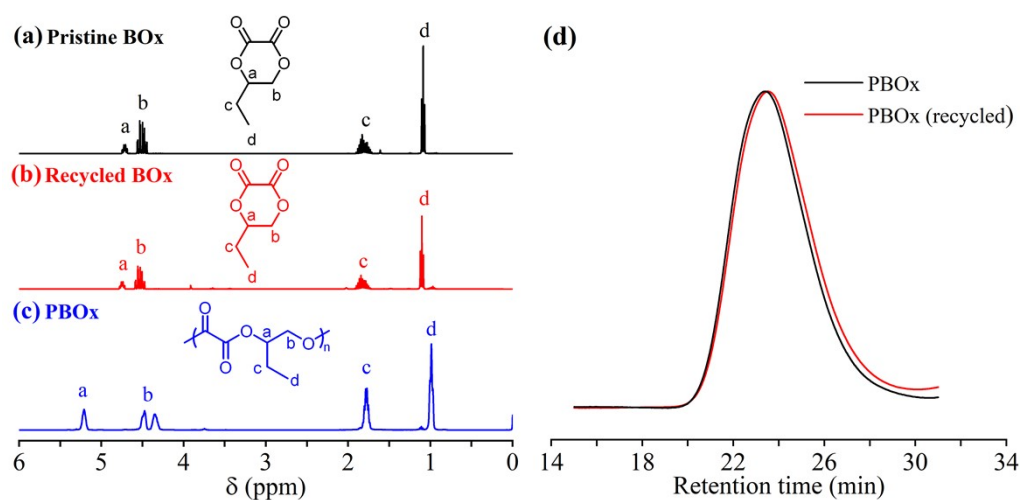 (a) Pristine BOx
O O
O O
a
b
c
d
a
b
c
d
(b) Recycled BOx
O O
O O
a
b
c
d
a
b
c
d
(c) PBOx
O
O
O
O
n
a
b
c
d
a
b
c
d
6 5 4 3 2 1 0
δ (ppm)
(d)
PBOx
PBOx (recycled)
14 18 22 26 30 34
Retention time (min)